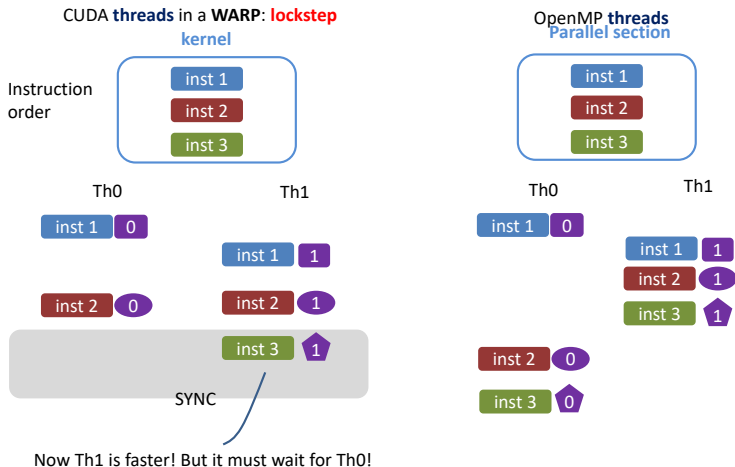 CUDA threads in a WARP: lockstep
kernel
Instruction
order
inst 1
inst 2
inst 3
Th0
Th1
inst 1 0
inst 1 1
inst 2 0
inst 2 1
inst 3 1
SYNC
Now Th1 is faster! But it must wait for Th0!
OpenMP threads
Parallel section
inst 1
inst 2
inst 3
Th0
Th1
inst 1 0
inst 1 1
inst 2 1
inst 3 1
inst 2 0
inst 3 0